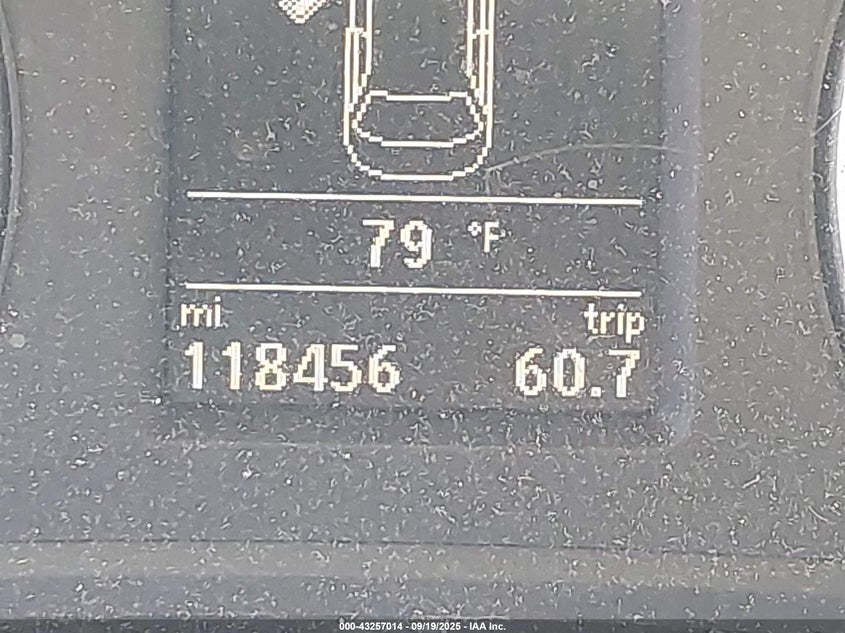 79 °F
mi trip
118456 60.7
000-43257014 - 09/19/2025 - IAA Inc.